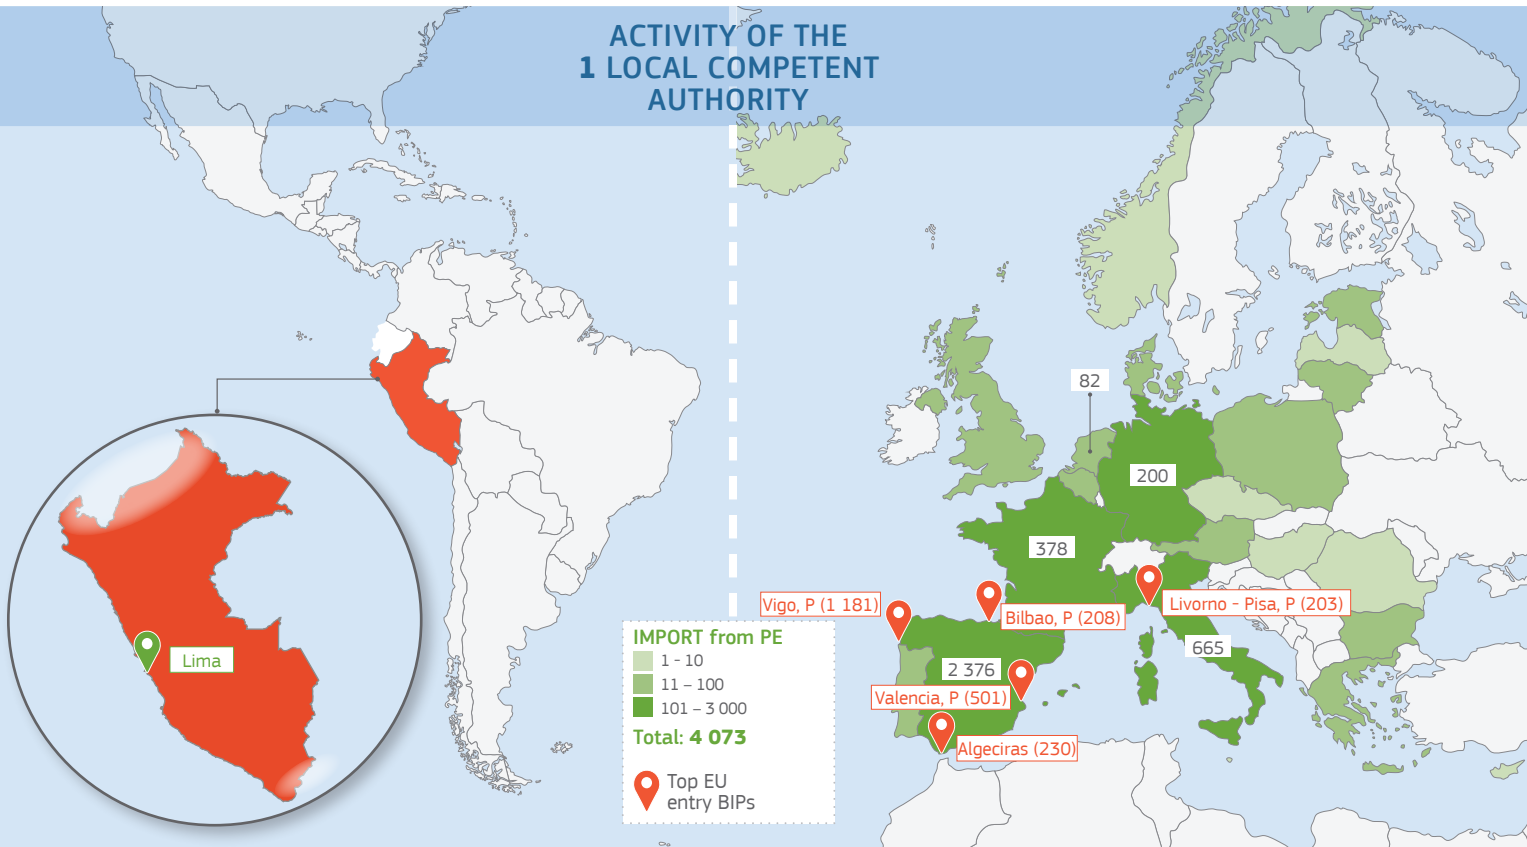 ACTIVITY OF THE
1 LOCAL COMPETENT
AUTHORITY
82
200
378
Vigo, P (1 181)
Bilbao, P (208)
Livorno - Pisa, P (203)
665
2 376
Valencia, P (501)
Algeciras (230)
Lima
IMPORT from PE
1 - 10
11 – 100
101 – 3 000
Total: 4 073
Top EU
entry BIPs